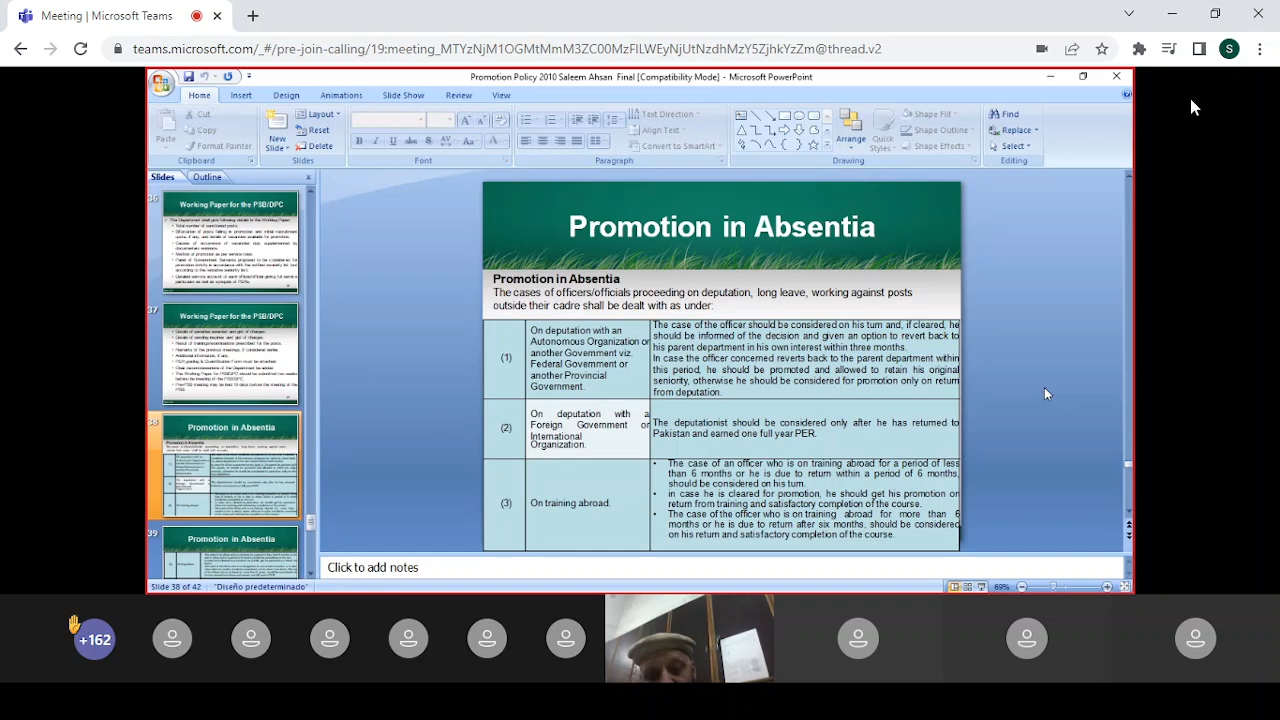 Meeting | Microsoft Teams
teams.microsoft.com/_#/pre-join-calling/19:meeting_MTYzNjM1OGMtMmM3ZC00MzFlLWEyNjUtNzdhMzY5ZjhkYzZm@thread.v2
S
Promotion Policy 2010 Saleem Ahsan Final [Compatibility Mode] - Microsoft PowerPoint
Home Insert Design Animations Slide Show Review View
Paste
Cut
Copy
Format Painter
Clipboard
New Slide
Layout
Reset
Delete
Slides
Font
Text Direction
Align Text
Convert to SmartArt
Paragraph
Arrange
Quick Styles
Shape Fill
Shape Outline
Shape Effects
Drawing
Find
Replace
Select
Editing
Slides Outline
36
Working Paper for the PSB/DPC
37
Working Paper for the PSB/DPC
38
Promotion in Absentia
39
Promotion in Absentia
Promotion in Absentia
Promotion in Absentia
The cases of officers/officials proceeding on deputation, long leave, working against posts
outside their cadre shall be dealt with as under:
(1)
On deputation with an
Autonomous Organization or
another Government viz.
Federal Government or
another Provincial
Government.
The case of the officer should be considered on his turn and, if cleared, he
should be informed of the decision and given an option to revert back to
his parent department in his own interest within three months.
In case the officer concerned reverts back to the parent department within
this period, he should be promoted and allowed to retain his original
seniority, otherwise he should be considered for promotion only on return
from deputation.
(2)
On deputation with a
Foreign Government or
International
Organization.
The deputationist should be considered only after he has returned to
Pakistan and earned one full year PER.
On training abroad.
The case of an officer who is on training abroad for a period of less
than 6 months or he is due to return within a period of 6 months,
should be considered on his turn.
In case he is cleared for promotion, he should get his promotion on
return from training and satisfactory completion of the course.
The case of the officer who is on training abroad for more than 6
months or he is due to return after six months, should be considered
on his return and satisfactory completion of the course.
Click to add notes
Slide 38 of 42 "Diseño predeterminado" 69%
+162